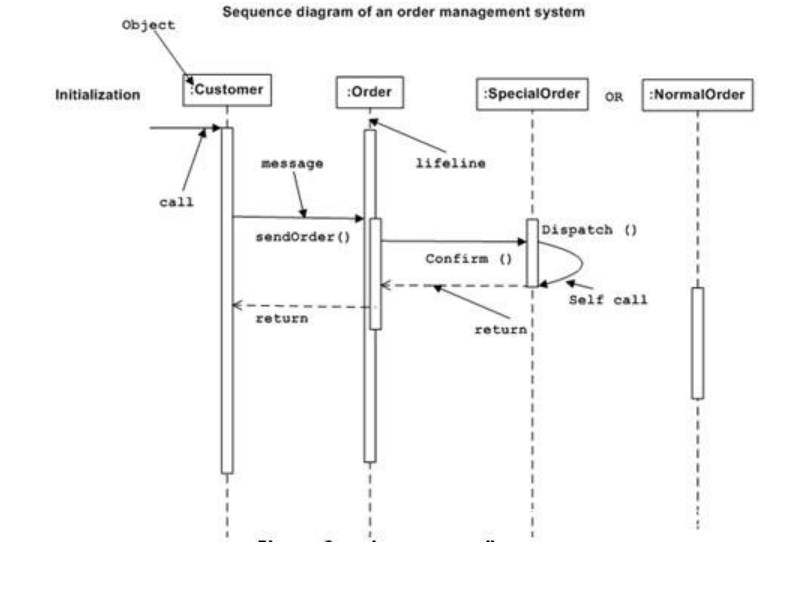 Sequence diagram of an order management system
Object
Initialization
:Customer
:Order
:SpecialOrder
OR
:NormalOrder
message
lifeline
call
sendOrder()
Dispatch ()
Confirm ()
Self call
return
return